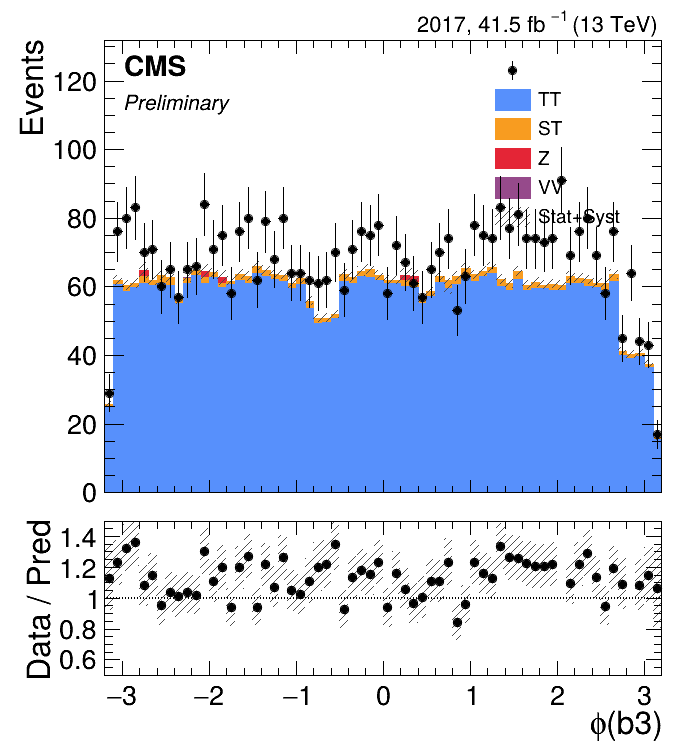 2017, 41.5 fb⁻¹ (13 TeV)
CMS
Preliminary
Events
120
100
80
60
40
20
0
TT
ST
Z
VV
Stat+Syst
Data / Pred
1.4
1.2
1
0.8
0.6
−3 −2 −1 0 1 2 3
ϕ(b3)